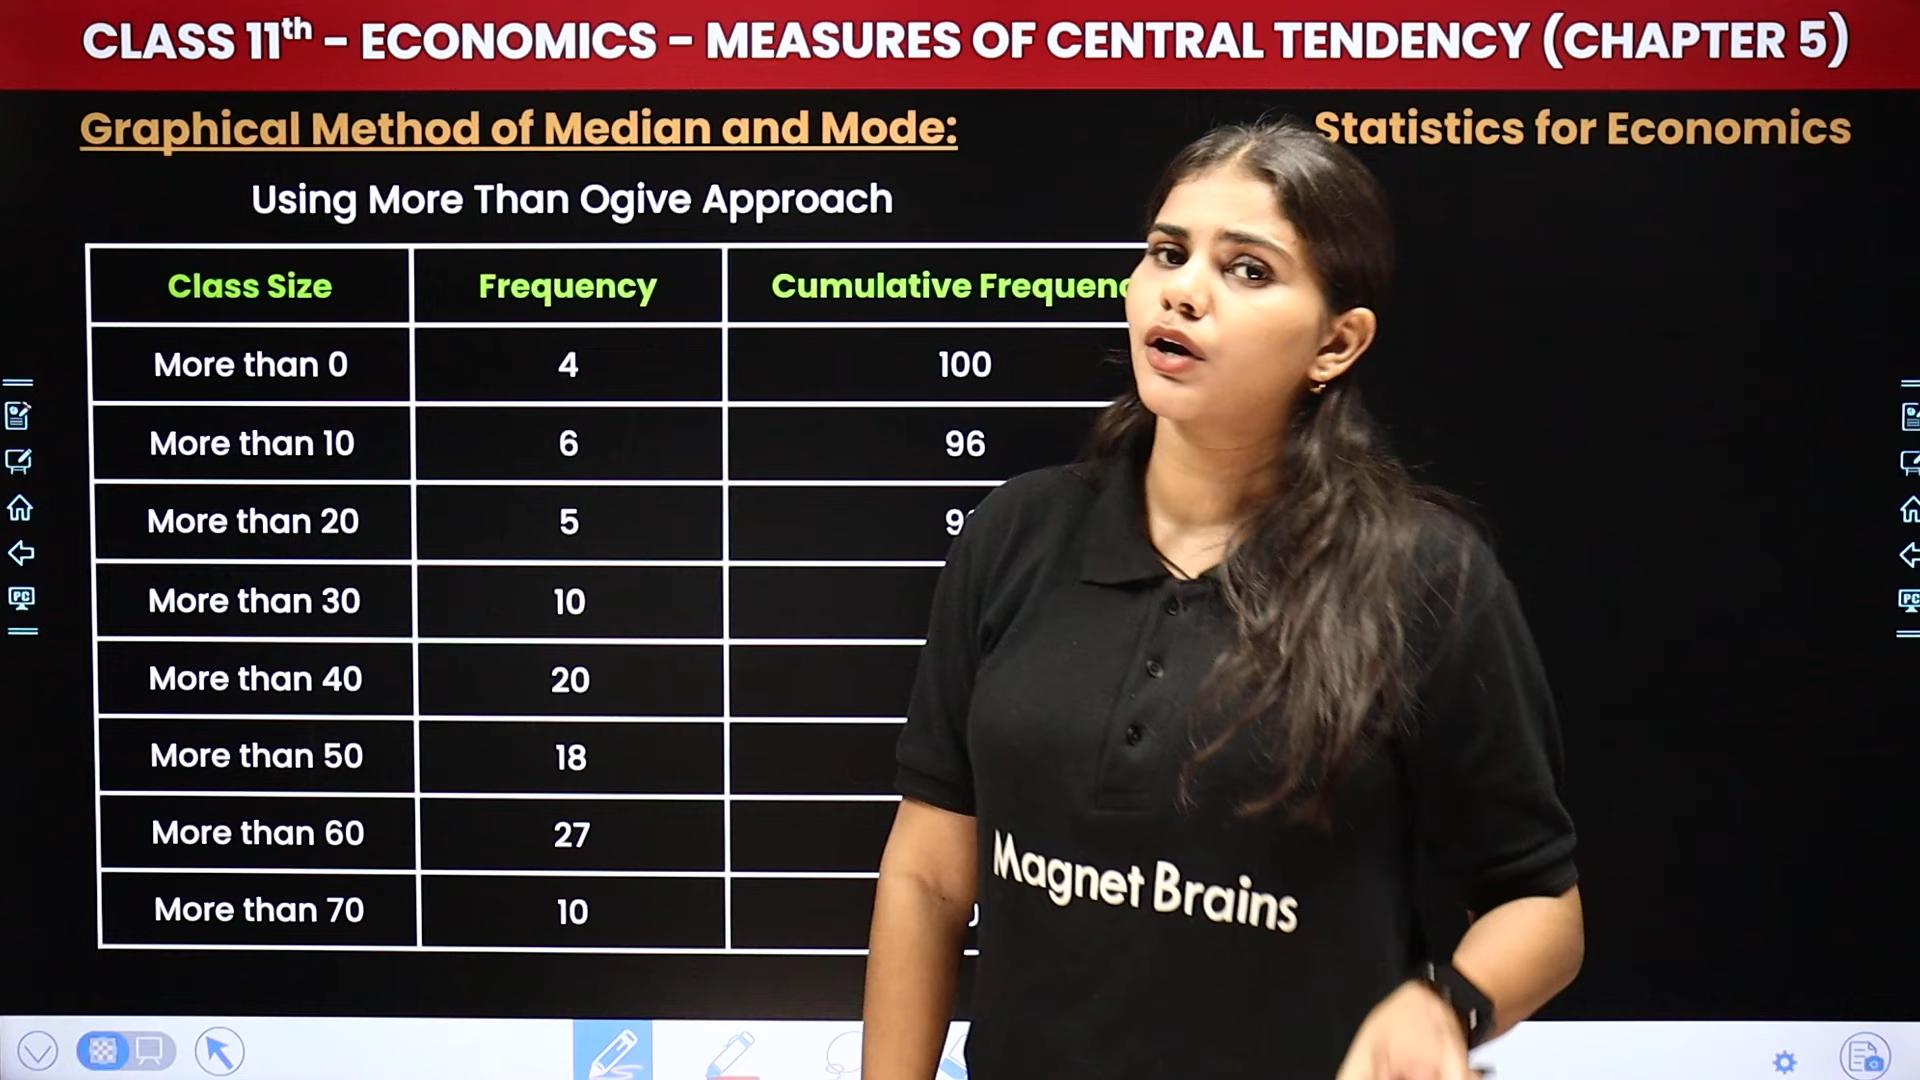 CLASS 11th - ECONOMICS - MEASURES OF CENTRAL TENDENCY (CHAPTER 5)
Graphical Method of Median and Mode:
Statistics for Economics
Using More Than Ogive Approach
Class Size Frequency
Cumulative
More than 0 4 100
More than 10 6 96
More than 20 5
More than 30 10
More than 40 20
More than 50 18
More than 60 27
More than 70 10
Magnet Brains
PC